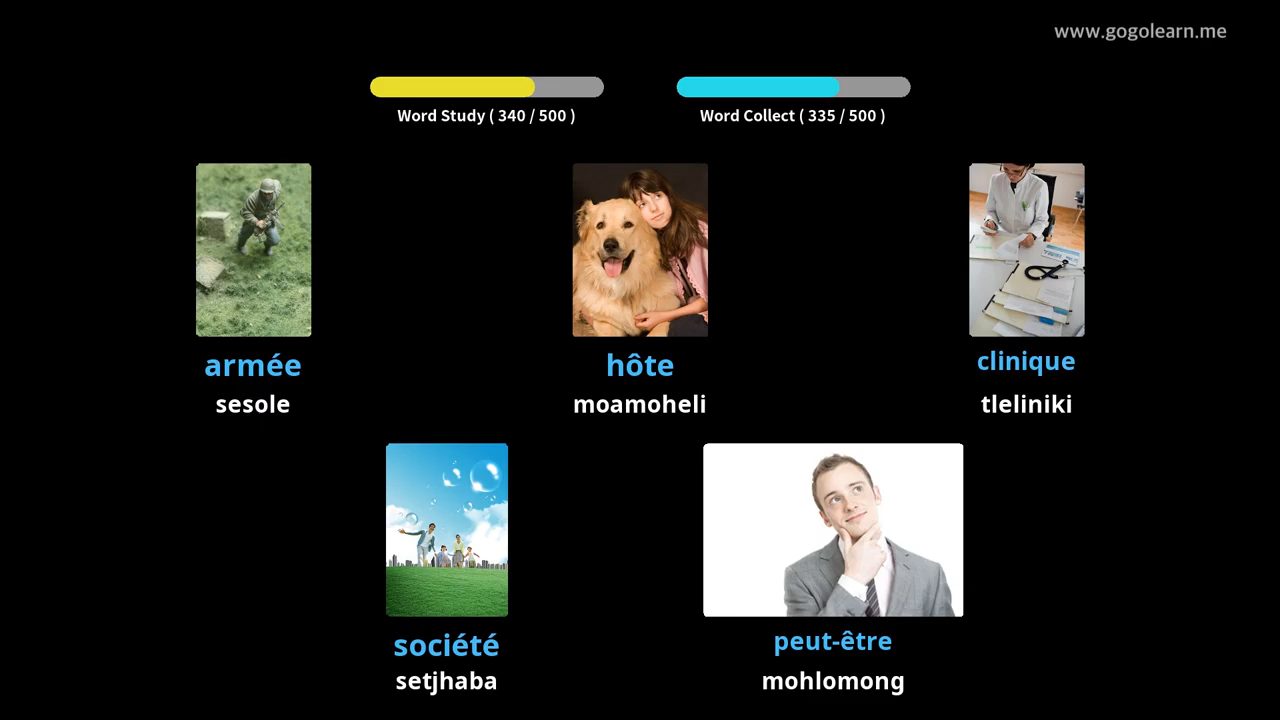 www.gogolearn.me
Word Study ( 340 / 500 )
Word Collect ( 335 / 500 )
armée
sesole
hôte
moamoheli
clinique
tleliniki
société
setjhaba
peut-être
mohlomong